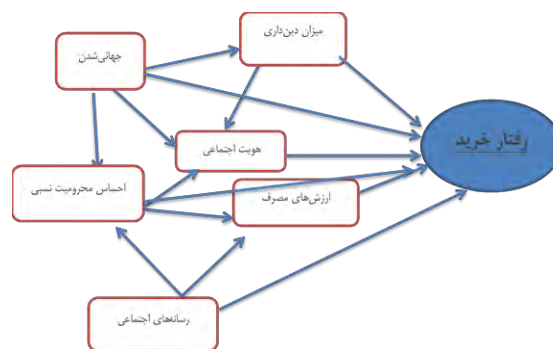 میزان دین‌داری
جهانی‌شدن
رفتار خرید
هویت اجتماعی
احساس محرومیت نسبی
ارزش‌های مصرف
رسانه‌های اجتماعی